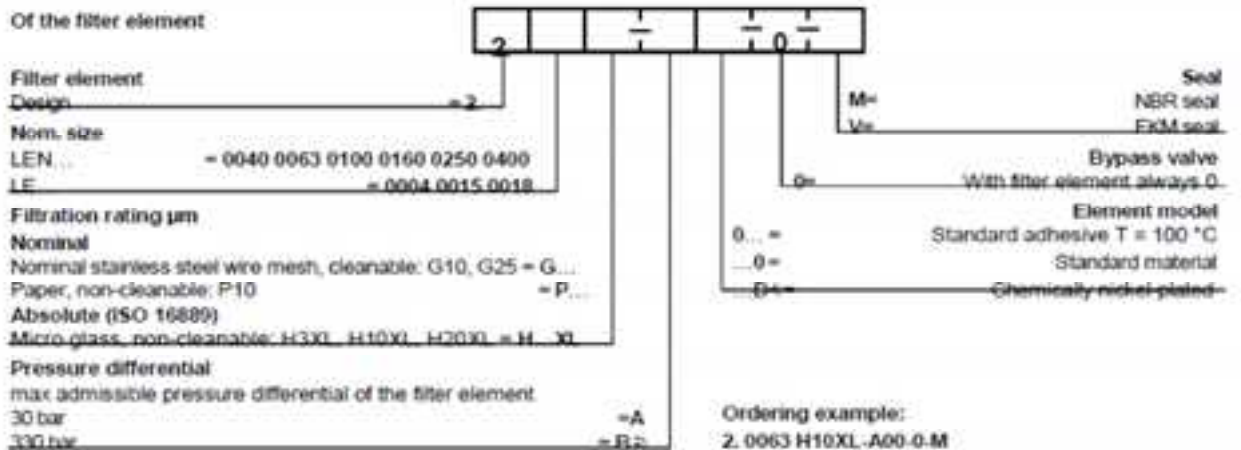 Of the filter element
2 – – 0 –
Filter element
Design = 2.
Nom. size
LEN... = 0040 0063 0100 0160 0250 0400
LE = 0004 0015 0018
Filtration rating µm
Nominal
Nominal stainless steel wire mesh, cleanable: G10, G25 = G...
Paper, non-cleanable: P10 = P...
Absolute (ISO 16889)
Micro glass, non-cleanable: H3XL, H10XL, H20XL = H...XL
Pressure differential
max admissible pressure differential of the filter element
30 bar =A
330 bar = B
Seal
M= NBR seal
V= FKM seal
Bypass valve
0= With filter element always 0
Element model
0... = Standard adhesive T = 100 °C
...0 = Standard material
Chemically nickel-plated
Ordering example:
2. 0063 H10XL-A00-0-M